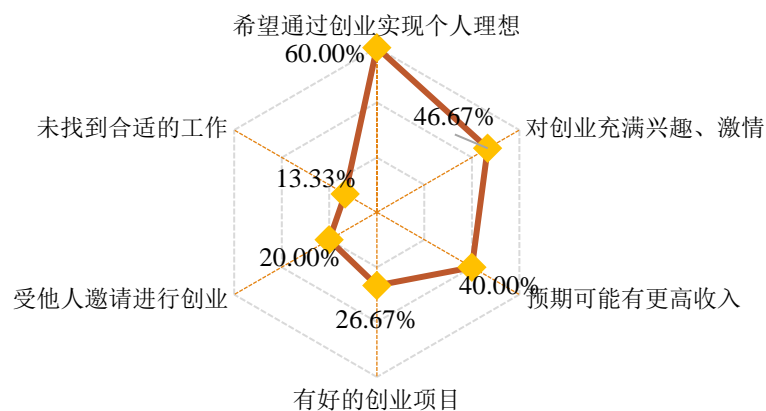 希望通过创业实现个人理想
60.00%
46.67%
对创业充满兴趣、激情
未找到合适的工作
13.33%
20.00%
40.00%
受他人邀请进行创业
预期可能有更高收入
26.67%
有好的创业项目